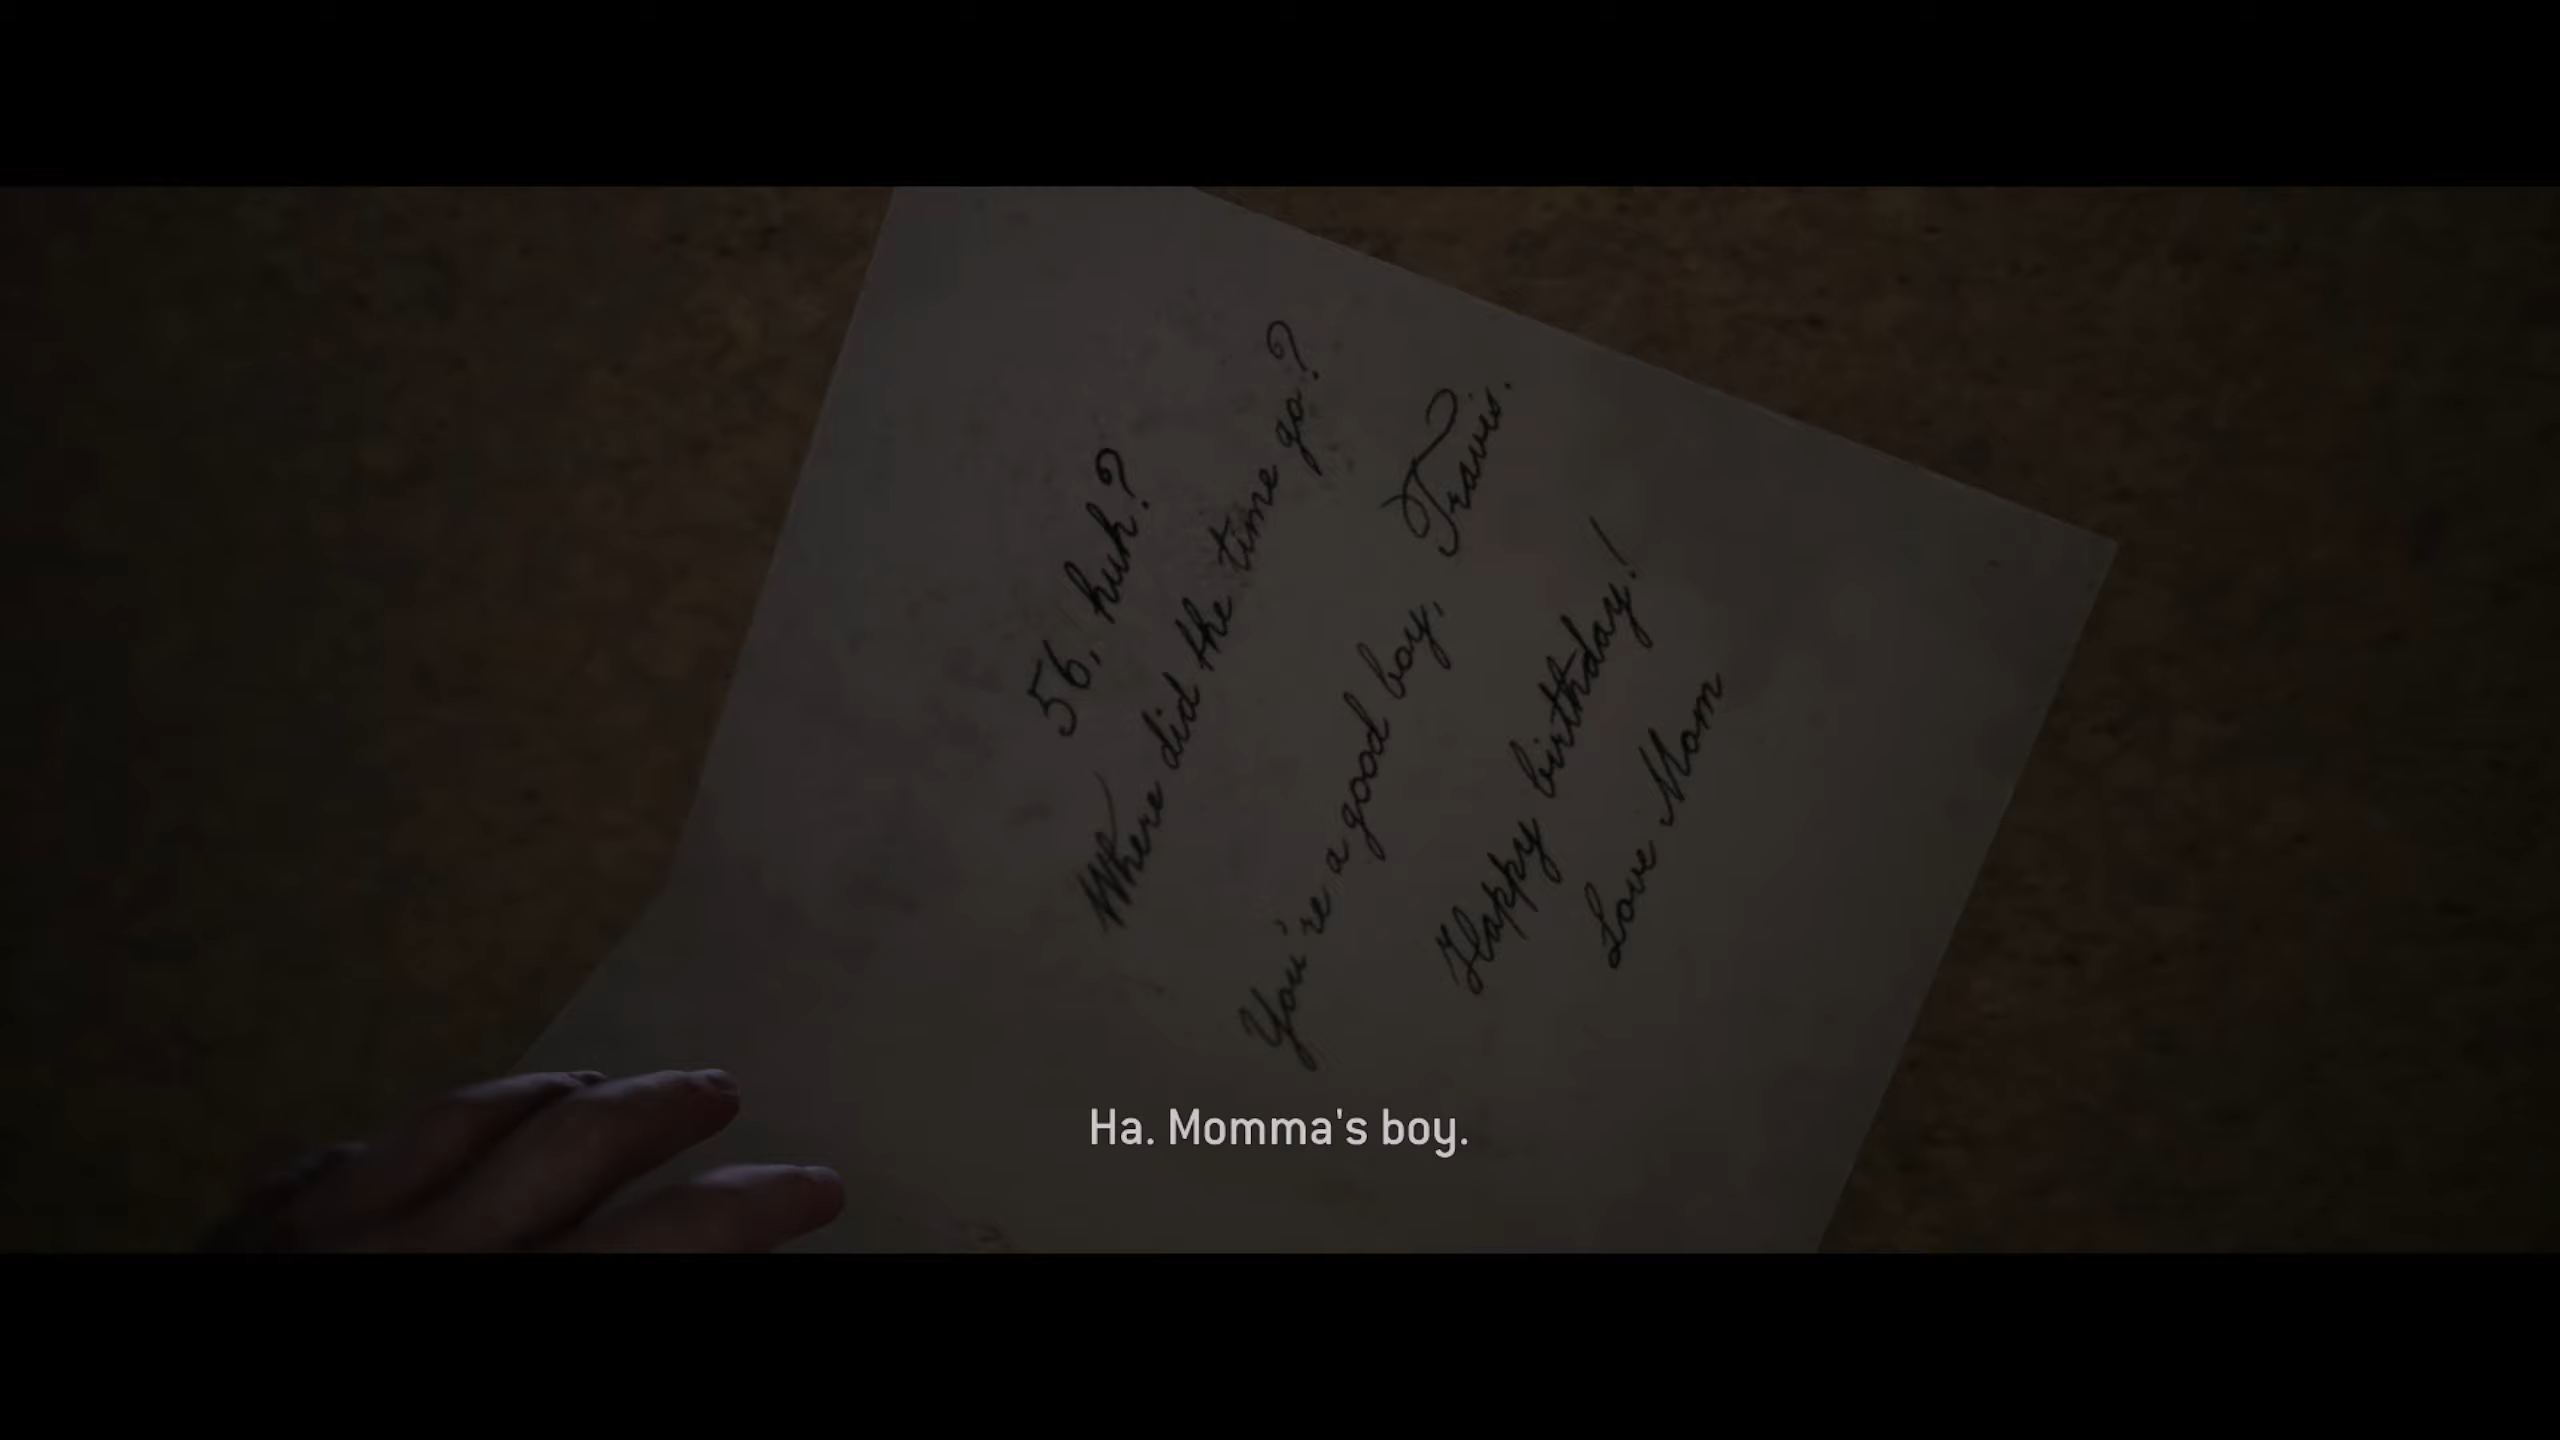 56, huh?
Where did the time go?
You're a good boy, Travis.
Happy birthday!
Love Mom
Ha. Momma's boy.